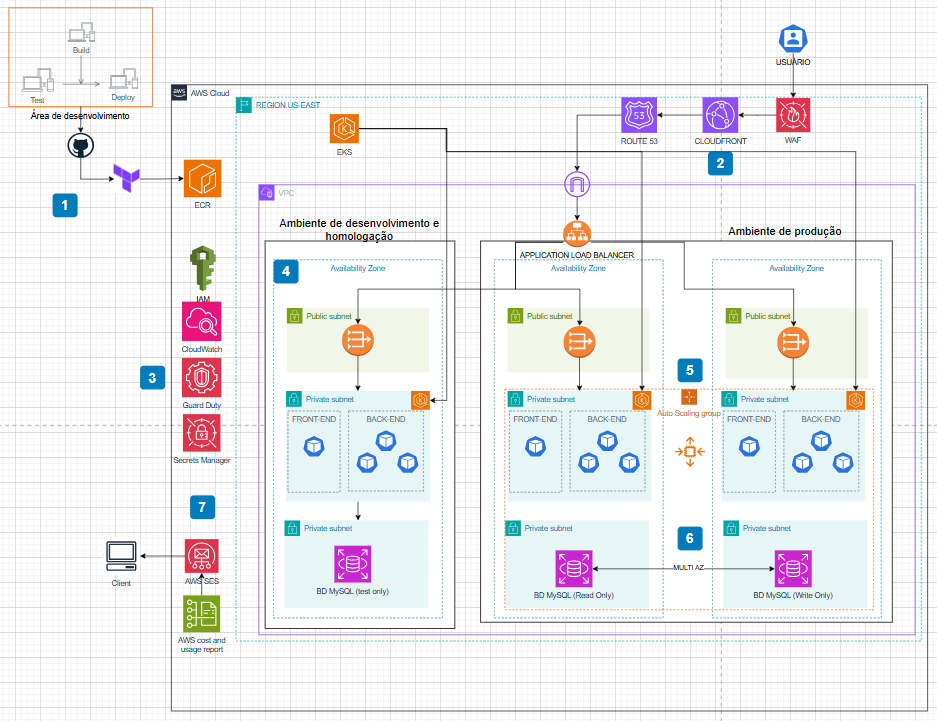 Build
Test
Deploy
Área de desenvolvimento
1
aws
AWS Cloud
REGION US-EAST
EKS
ECR
USUÁRIO
53
ROUTE 53
CLOUDFRONT
WAF
2
VPC
Ambiente de desenvolvimento e
homologação
Ambiente de produção
APPLICATION LOAD BALANCER
IAM
CloudWatch
3
Guard Duty
Secrets Manager
7
Client
AWS SES
AWS cost and
usage report
4
Availability Zone
Public subnet
Private subnet
FRONT-END
BACK-END
Private subnet
BD MySQL (test only)
Availability Zone
Public subnet
Private subnet
FRONT-END
BACK-END
Private subnet
BD MySQL (Read Only)
5
Auto Scaling group
6
MULTI AZ
Availability Zone
Public subnet
Private subnet
FRONT-END
BACK-END
Private subnet
BD MySQL (Write Only)